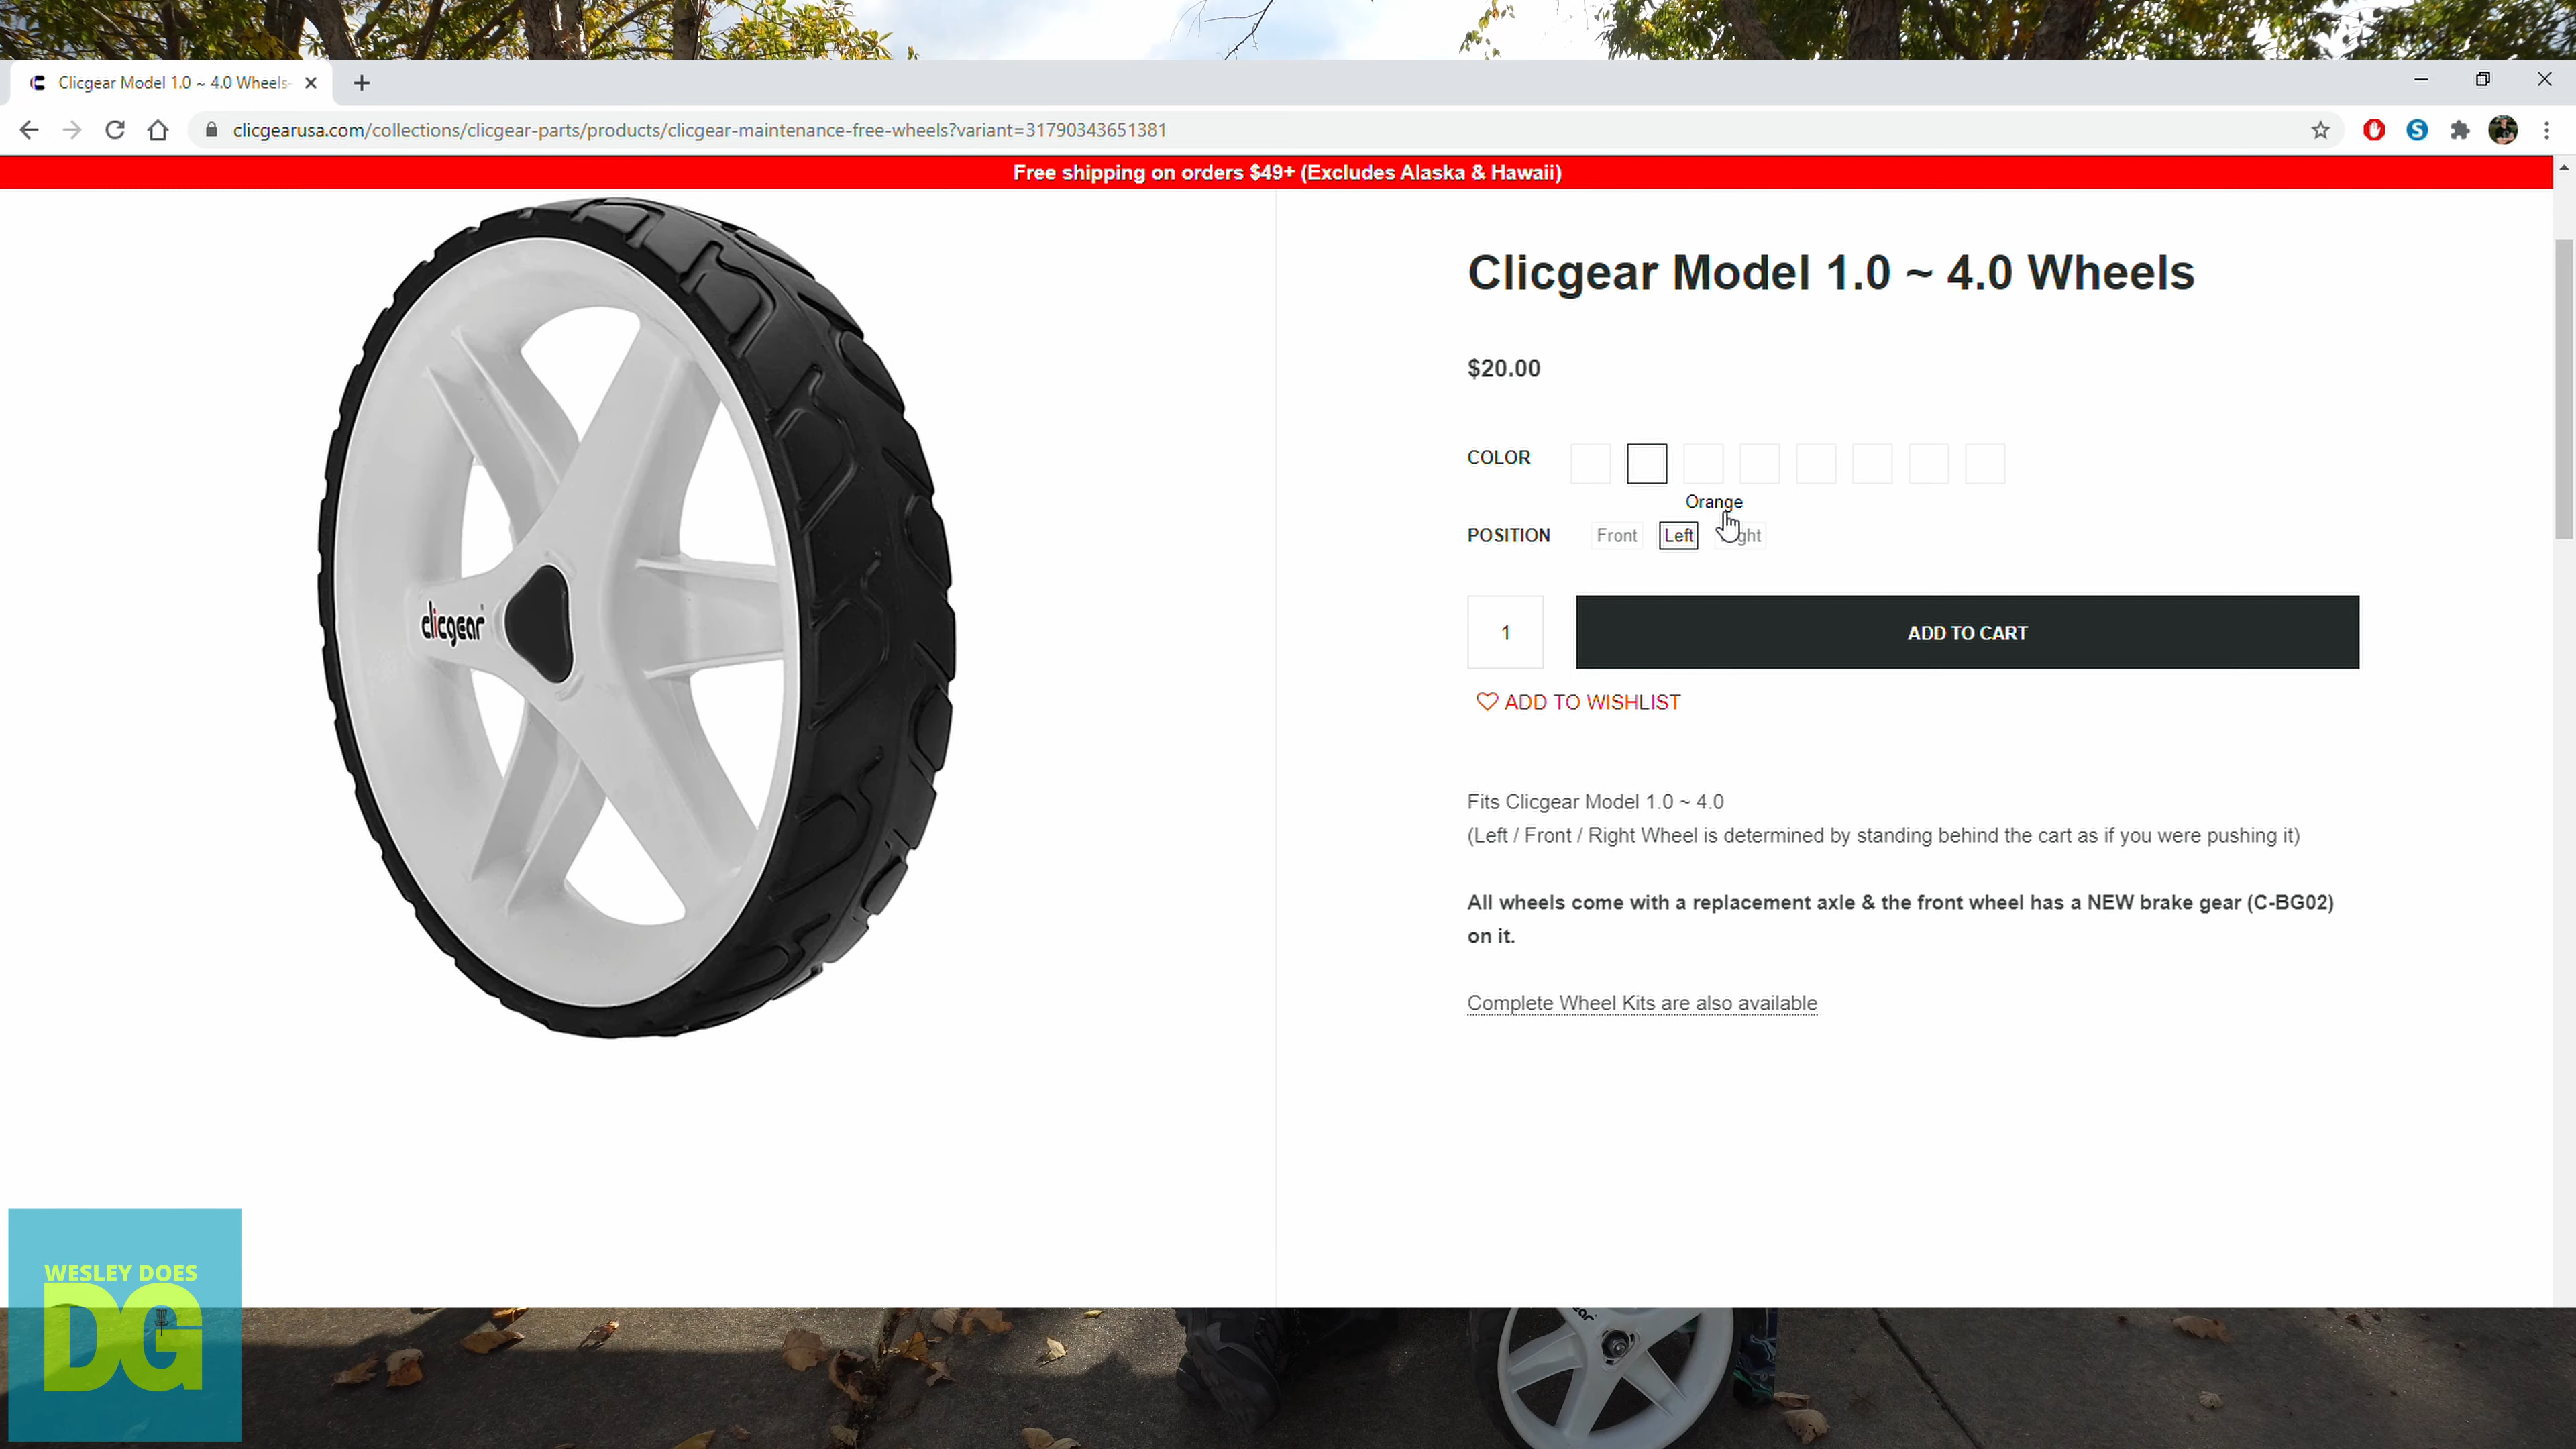 Clicgear Model 1.0 ~ 4.0 Wheels-
clicgearusa.com/collections/clicgear-parts/products/clicgear-maintenance-free-wheels?variant=31790343651381
Free shipping on orders $49+ (Excludes Alaska & Hawaii)
clicgear
Clicgear Model 1.0 ~ 4.0 Wheels
$20.00
COLOR
Orange
POSITION Front Left
1 ADD TO CART
ADD TO WISHLIST
Fits Clicgear Model 1.0 ~ 4.0
(Left / Front / Right Wheel is determined by standing behind the cart as if you were pushing it)
All wheels come with a replacement axle & the front wheel has a NEW brake gear (C-BG02)
on it.
Complete Wheel Kits are also available
WESLEY DOES
DG